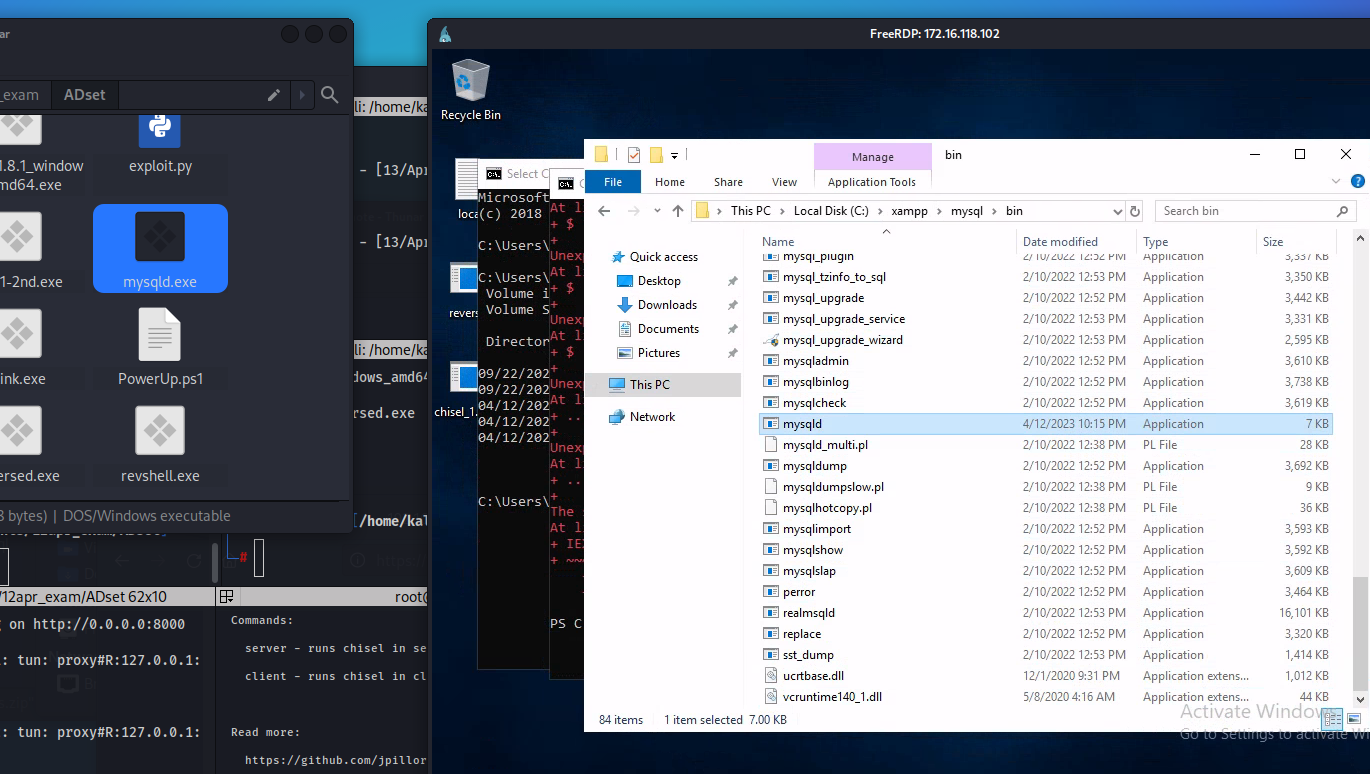 ar
_exam
ADset
1.8.1_window
md64.exe
exploit.py
1-2nd.exe
mysqld.exe
ink.exe
PowerUp.ps1
ersed.exe
revshell.exe
8 bytes) | DOS/Windows executable
li: /home/ka
- [13/Apr
- [13/Apr
li: /home/ka
dows_amd64
rsed.exe
[/home/kal
#
/12apr_exam/ADset 62x10
on http://0.0.0.0:8000
: tun: proxy#R:127.0.0.1:
: tun: proxy#R:127.0.0.1:
root@
Commands:
server - runs chisel in se
client - runs chisel in cl
Read more:
https://github.com/jpillor
FreeRDP: 172.16.118.102
Recycle Bin
loca
revers
chisel_1.
Select C
Microsoft
(c) 2018
C:\Users\
C:\Users\
Volume i
Volume S
Director
09/22/202
09/22/202
04/12/202
04/12/202
04/12/202
C:\Users\
At li
+ $
+
Unexp
At li
+ $
+
Unexp
At li
+ $
+
Unexp
At li
+ ..
+
Unexp
At li
+ ..
+
The s
At li
+ IEX
+ ~~~
PS C
Manage
bin
File
Home
Share
View
Application Tools
This PC
Local Disk (C:)
xampp
mysql
bin
Search bin
Quick access
Desktop
Downloads
Documents
Pictures
This PC
Network
Name Date modified Type Size
mysql_plugin 2/10/2022 12:52 PM Application 3,337 KB
mysql_tzinfo_to_sql 2/10/2022 12:53 PM Application 3,350 KB
mysql_upgrade 2/10/2022 12:52 PM Application 3,442 KB
mysql_upgrade_service 2/10/2022 12:53 PM Application 3,331 KB
mysql_upgrade_wizard 2/10/2022 12:53 PM Application 2,595 KB
mysqladmin 2/10/2022 12:52 PM Application 3,610 KB
mysqlbinlog 2/10/2022 12:52 PM Application 3,738 KB
mysqlcheck 2/10/2022 12:52 PM Application 3,619 KB
mysqld 4/12/2023 10:15 PM Application 7 KB
mysqld_multi.pl 2/10/2022 12:38 PM PL File 28 KB
mysqldump 2/10/2022 12:52 PM Application 3,692 KB
mysqldumpslow.pl 2/10/2022 12:38 PM PL File 9 KB
mysqlhotcopy.pl 2/10/2022 12:38 PM PL File 36 KB
mysqlimport 2/10/2022 12:52 PM Application 3,593 KB
mysqlshow 2/10/2022 12:52 PM Application 3,592 KB
mysqlslap 2/10/2022 12:52 PM Application 3,609 KB
perror 2/10/2022 12:52 PM Application 3,464 KB
realmsqld 2/10/2022 12:53 PM Application 16,101 KB
replace 2/10/2022 12:52 PM Application 3,320 KB
sst_dump 2/10/2022 12:53 PM Application 1,414 KB
ucrtbase.dll 12/1/2020 9:31 PM Application extens... 1,012 KB
vcruntime140_1.dll 5/8/2020 4:16 AM Application extens... 44 KB
84 items 1 item selected 7.00 KB
Activate Windows
Go to Settings to activate Wi